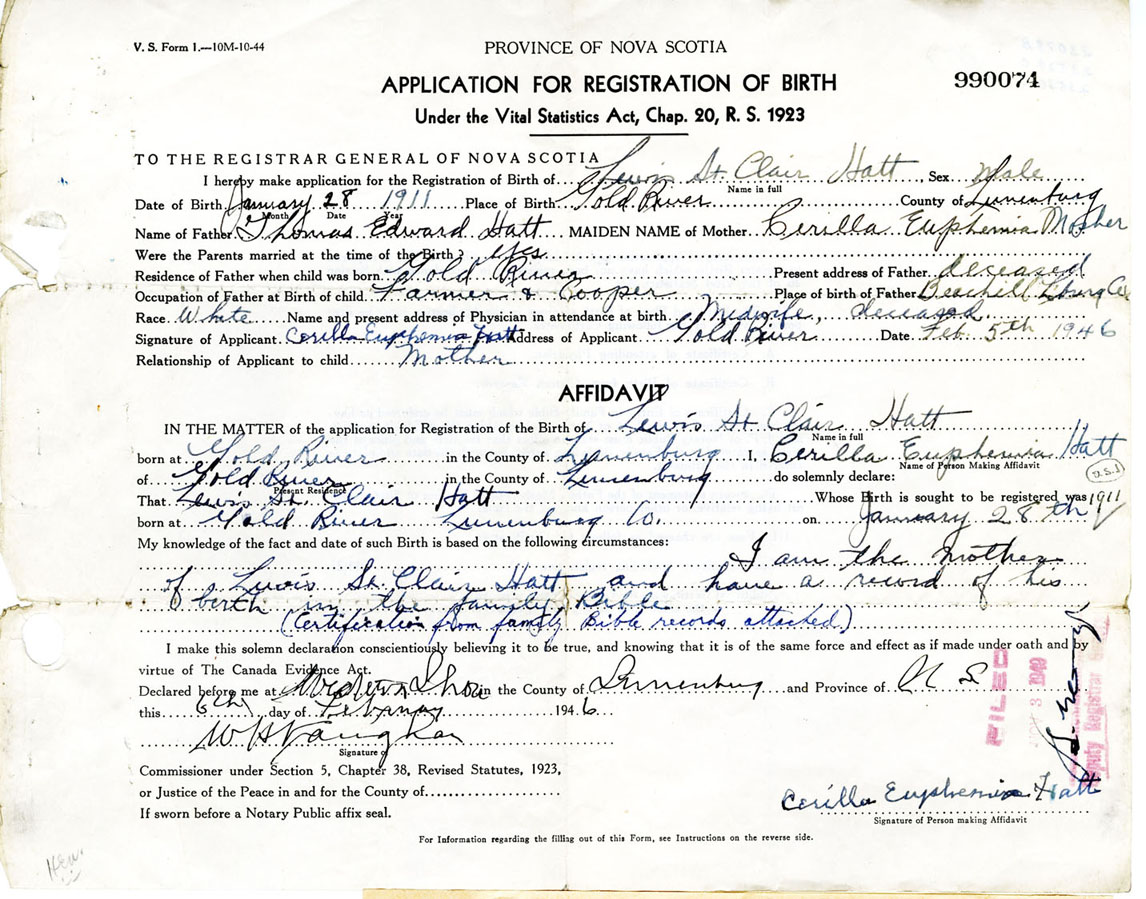 V. S. Form 1.—10M-10-44
PROVINCE OF NOVA SCOTIA
APPLICATION FOR REGISTRATION OF BIRTH
990074
Under the Vital Statistics Act, Chap. 20, R. S. 1923
TO THE REGISTRAR GENERAL OF NOVA SCOTIA
I hereby make application for the Registration of Birth of Lewis St Clair Hatt, Sex Male
Name in full
Date of Birth January 28 1911 Place of Birth Gold River County of Lunenburg
Month Date Year
Name of Father Thomas Edward Hatt MAIDEN NAME of Mother Cerilla Euphemia Mosher
Were the Parents married at the time of the Birth? Yes
Residence of Father when child was born Gold River Present address of Father deceased
Occupation of Father at Birth of child Farmer & Cooper Place of birth of Father Beachill Lburg Co
Race White Name and present address of Physician in attendance at birth Midwife, deceased
Signature of Applicant Cerilla Euphemia Hatt Address of Applicant Gold River Date Feb. 5th 1946
Relationship of Applicant to child Mother
AFFIDAVIT
IN THE MATTER of the application for Registration of the Birth of Lewis St Clair Hatt
Name in full
born at Gold River in the County of Lunenburg I, Cerilla Euphemia Hatt
Name of Person Making Affidavit
of Gold River in the County of Lunenburg do solemnly declare:
Present Residence
That Lewis St. Clair Hatt Whose Birth is sought to be registered was
born at Gold River Lunenburg Co. on January 28th 1911
My knowledge of the fact and date of such Birth is based on the following circumstances:
I am the mother
of Lewis St. Clair Hatt and have a record of his
birth in the family Bible
(Certification from family Bible records attached)
I make this solemn declaration conscientiously believing it to be true, and knowing that it is of the same force and effect as if made under oath and by
virtue of The Canada Evidence Act.
Declared before me at in the County of Lunenburg and Province of N S
this 6th day of February 1946
W H Vaughan
Signature of
Commissioner under Section 5, Chapter 38, Revised Statutes, 1923,
or Justice of the Peace in and for the County of
If sworn before a Notary Public affix seal.
FILED
Deputy Registrar
Cerilla Euphemia Hatt
Signature of Person making Affidavit
For Information regarding the filling out of this Form, see Instructions on the reverse side.